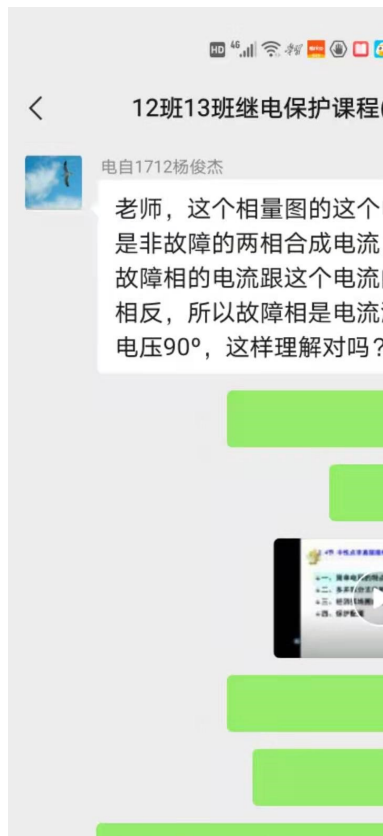 HD 4G
12班13班继电保护课程(
电自1712杨俊杰
老师，这个相量图的这个
是非故障的两相合成电流
故障相的电流跟这个电流
相反，所以故障相是电流
电压90°，这样理解对吗？